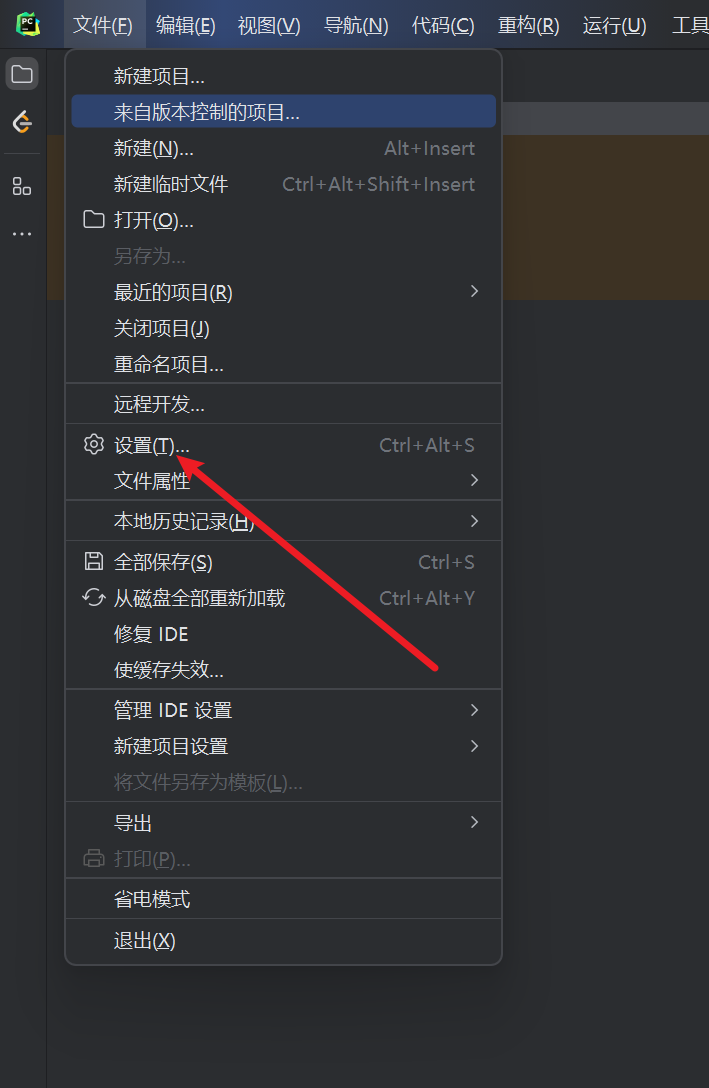 PC
文件(F) 编辑(E) 视图(V) 导航(N) 代码(C) 重构(R) 运行(U) 工具
新建项目...
来自版本控制的项目...
新建(N)... Alt+Insert
新建临时文件 Ctrl+Alt+Shift+Insert
打开(O)...
另存为...
最近的项目(R)
关闭项目(J)
重命名项目...
远程开发...
设置(T)... Ctrl+Alt+S
文件属性
本地历史记录(H)
全部保存(S) Ctrl+S
从磁盘全部重新加载 Ctrl+Alt+Y
修复 IDE
使缓存失效...
管理 IDE 设置
新建项目设置
将文件另存为模板(L)...
导出
打印(P)...
省电模式
退出(X)